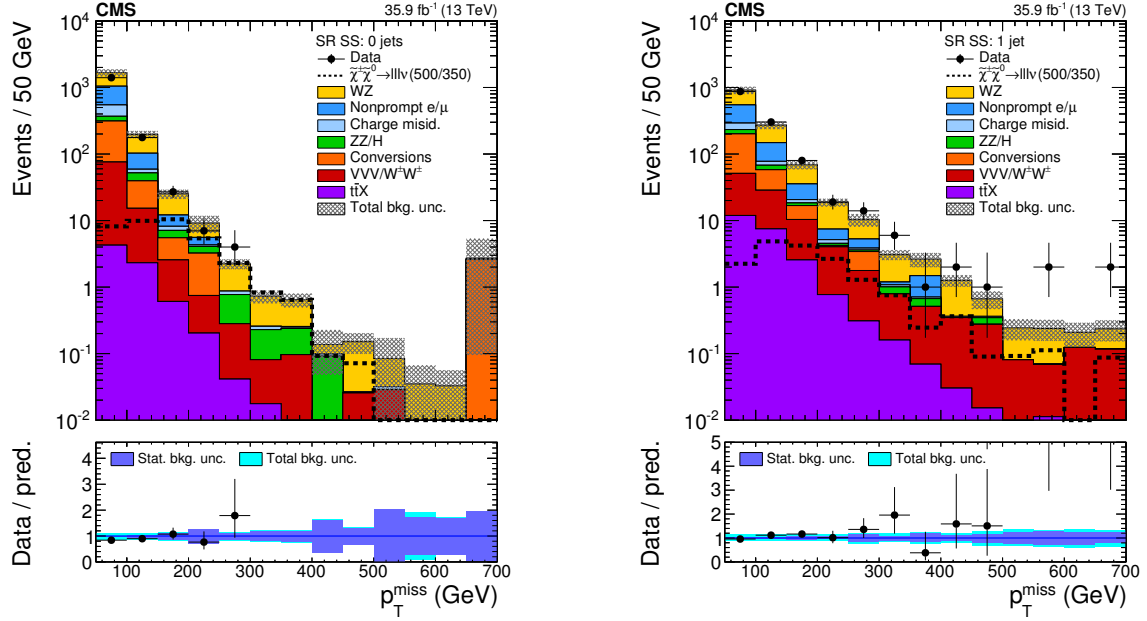 CMS 35.9 fb⁻¹ (13 TeV)
Events / 50 GeV
10⁴
10³
10²
10
1
10⁻¹
10⁻²
SR SS: 0 jets
Data
χ̃±χ̃⁰→lllν(500/350)
WZ
Nonprompt e/μ
Charge misid.
ZZ/H
Conversions
VVV/W±W±
tt̄X
Total bkg. unc.
Data / pred.
4
3
2
1
0
Stat. bkg. unc. Total bkg. unc.
100 200 300 400 500 600 700
p_T^miss (GeV)
CMS 35.9 fb⁻¹ (13 TeV)
Events / 50 GeV
10⁴
10³
10²
10
1
10⁻¹
10⁻²
SR SS: 1 jet
Data
χ̃±χ̃⁰→lllν(500/350)
WZ
Nonprompt e/μ
Charge misid.
ZZ/H
Conversions
VVV/W±W±
tt̄X
Total bkg. unc.
Data / pred.
5
4
3
2
1
0
Stat. bkg. unc. Total bkg. unc.
100 200 300 400 500 600 700
p_T^miss (GeV)